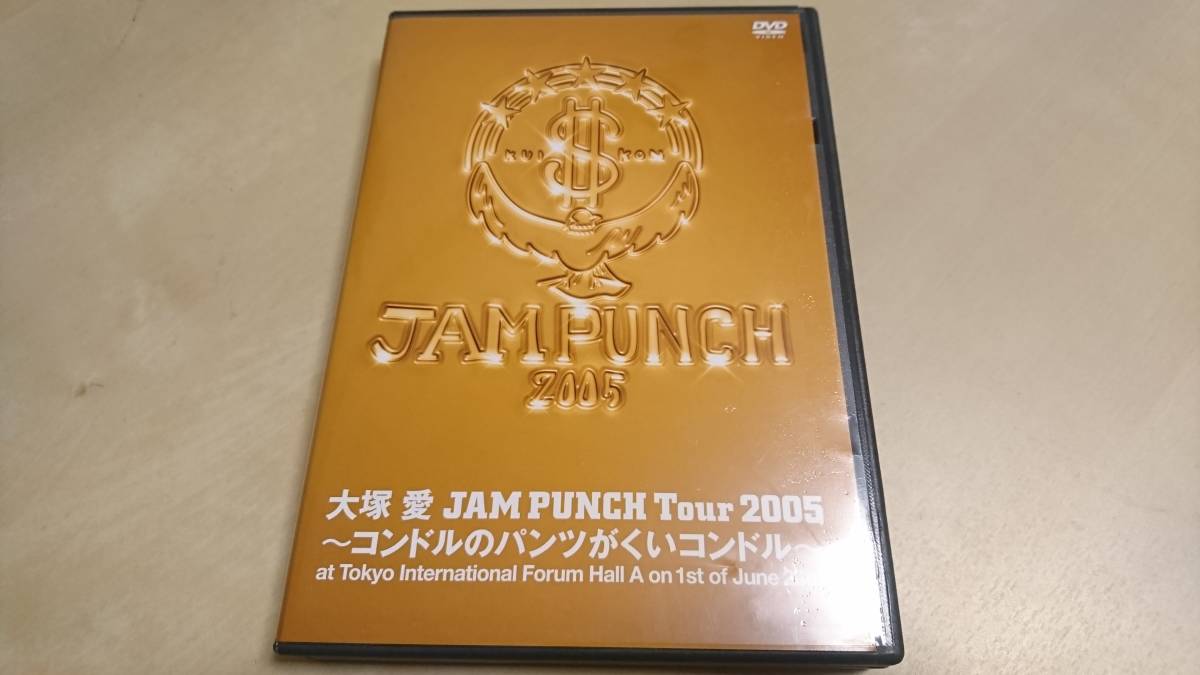 DVD
VIDEO
KUI KOM
JAM PUNCH
2005
大塚 愛 JAM PUNCH Tour 2005
～コンドルのパンツがくいコンドル～
at Tokyo International Forum Hall A on 1st of June